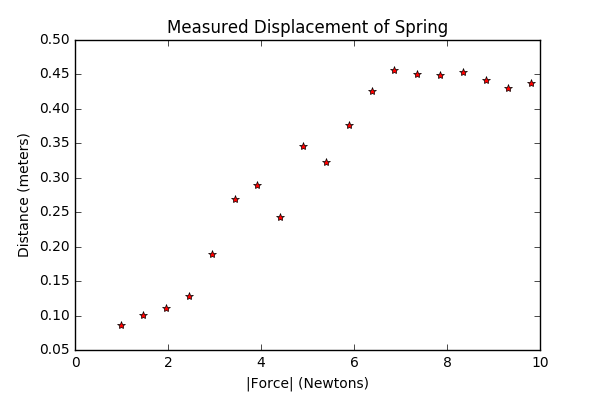 Measured Displacement of Spring
0.50
0.45
0.40
0.35
0.30
0.25
0.20
0.15
0.10
0.05
Distance (meters)
0 2 4 6 8 10
|Force| (Newtons)